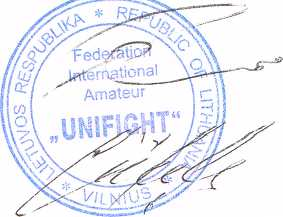 LIETUVOS RESPUBLIKA * REPUBLIC OF LITHUANIA
Federation
International
Amateur
„UNIFIGHT“
* VILNIUS *